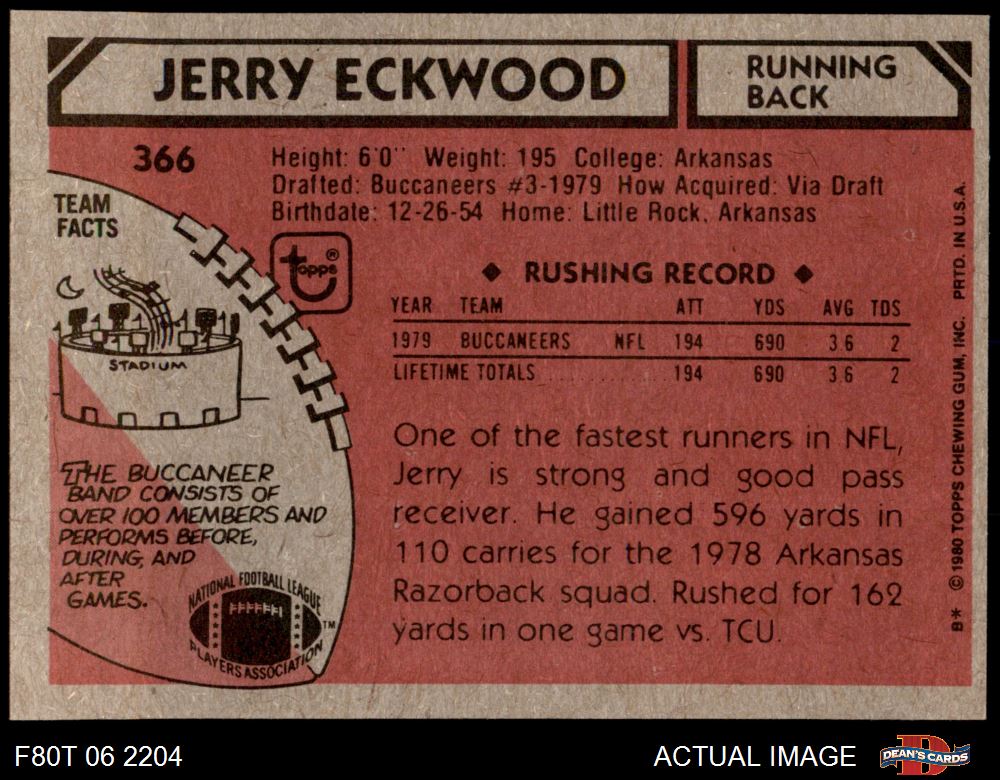 JERRY ECKWOOD
RUNNING
BACK
366
Height: 6'0" Weight: 195 College: Arkansas
Drafted: Buccaneers #3-1979 How Acquired: Via Draft
Birthdate: 12-26-54 Home: Little Rock, Arkansas
TEAM
FACTS
STADIUM
THE BUCCANEER
BAND CONSISTS OF
OVER 100 MEMBERS AND
PERFORMS BEFORE,
DURING, AND
AFTER
GAMES.
NATIONAL FOOTBALL LEAGUE
PLAYERS ASSOCIATION
TM
topps®
◆ RUSHING RECORD ◆
YEAR TEAM ATT YDS AVG TDS
1979 BUCCANEERS NFL 194 690 3.6 2
LIFETIME TOTALS .......... 194 690 3.6 2
One of the fastest runners in NFL,
Jerry is strong and good pass
receiver. He gained 596 yards in
110 carries for the 1978 Arkansas
Razorback squad. Rushed for 162
yards in one game vs. TCU.
B* © 1980 TOPPS CHEWING GUM, INC. PRTD. IN U.S.A.
F80T 06 2204
ACTUAL IMAGE
DEAN'S CARDS